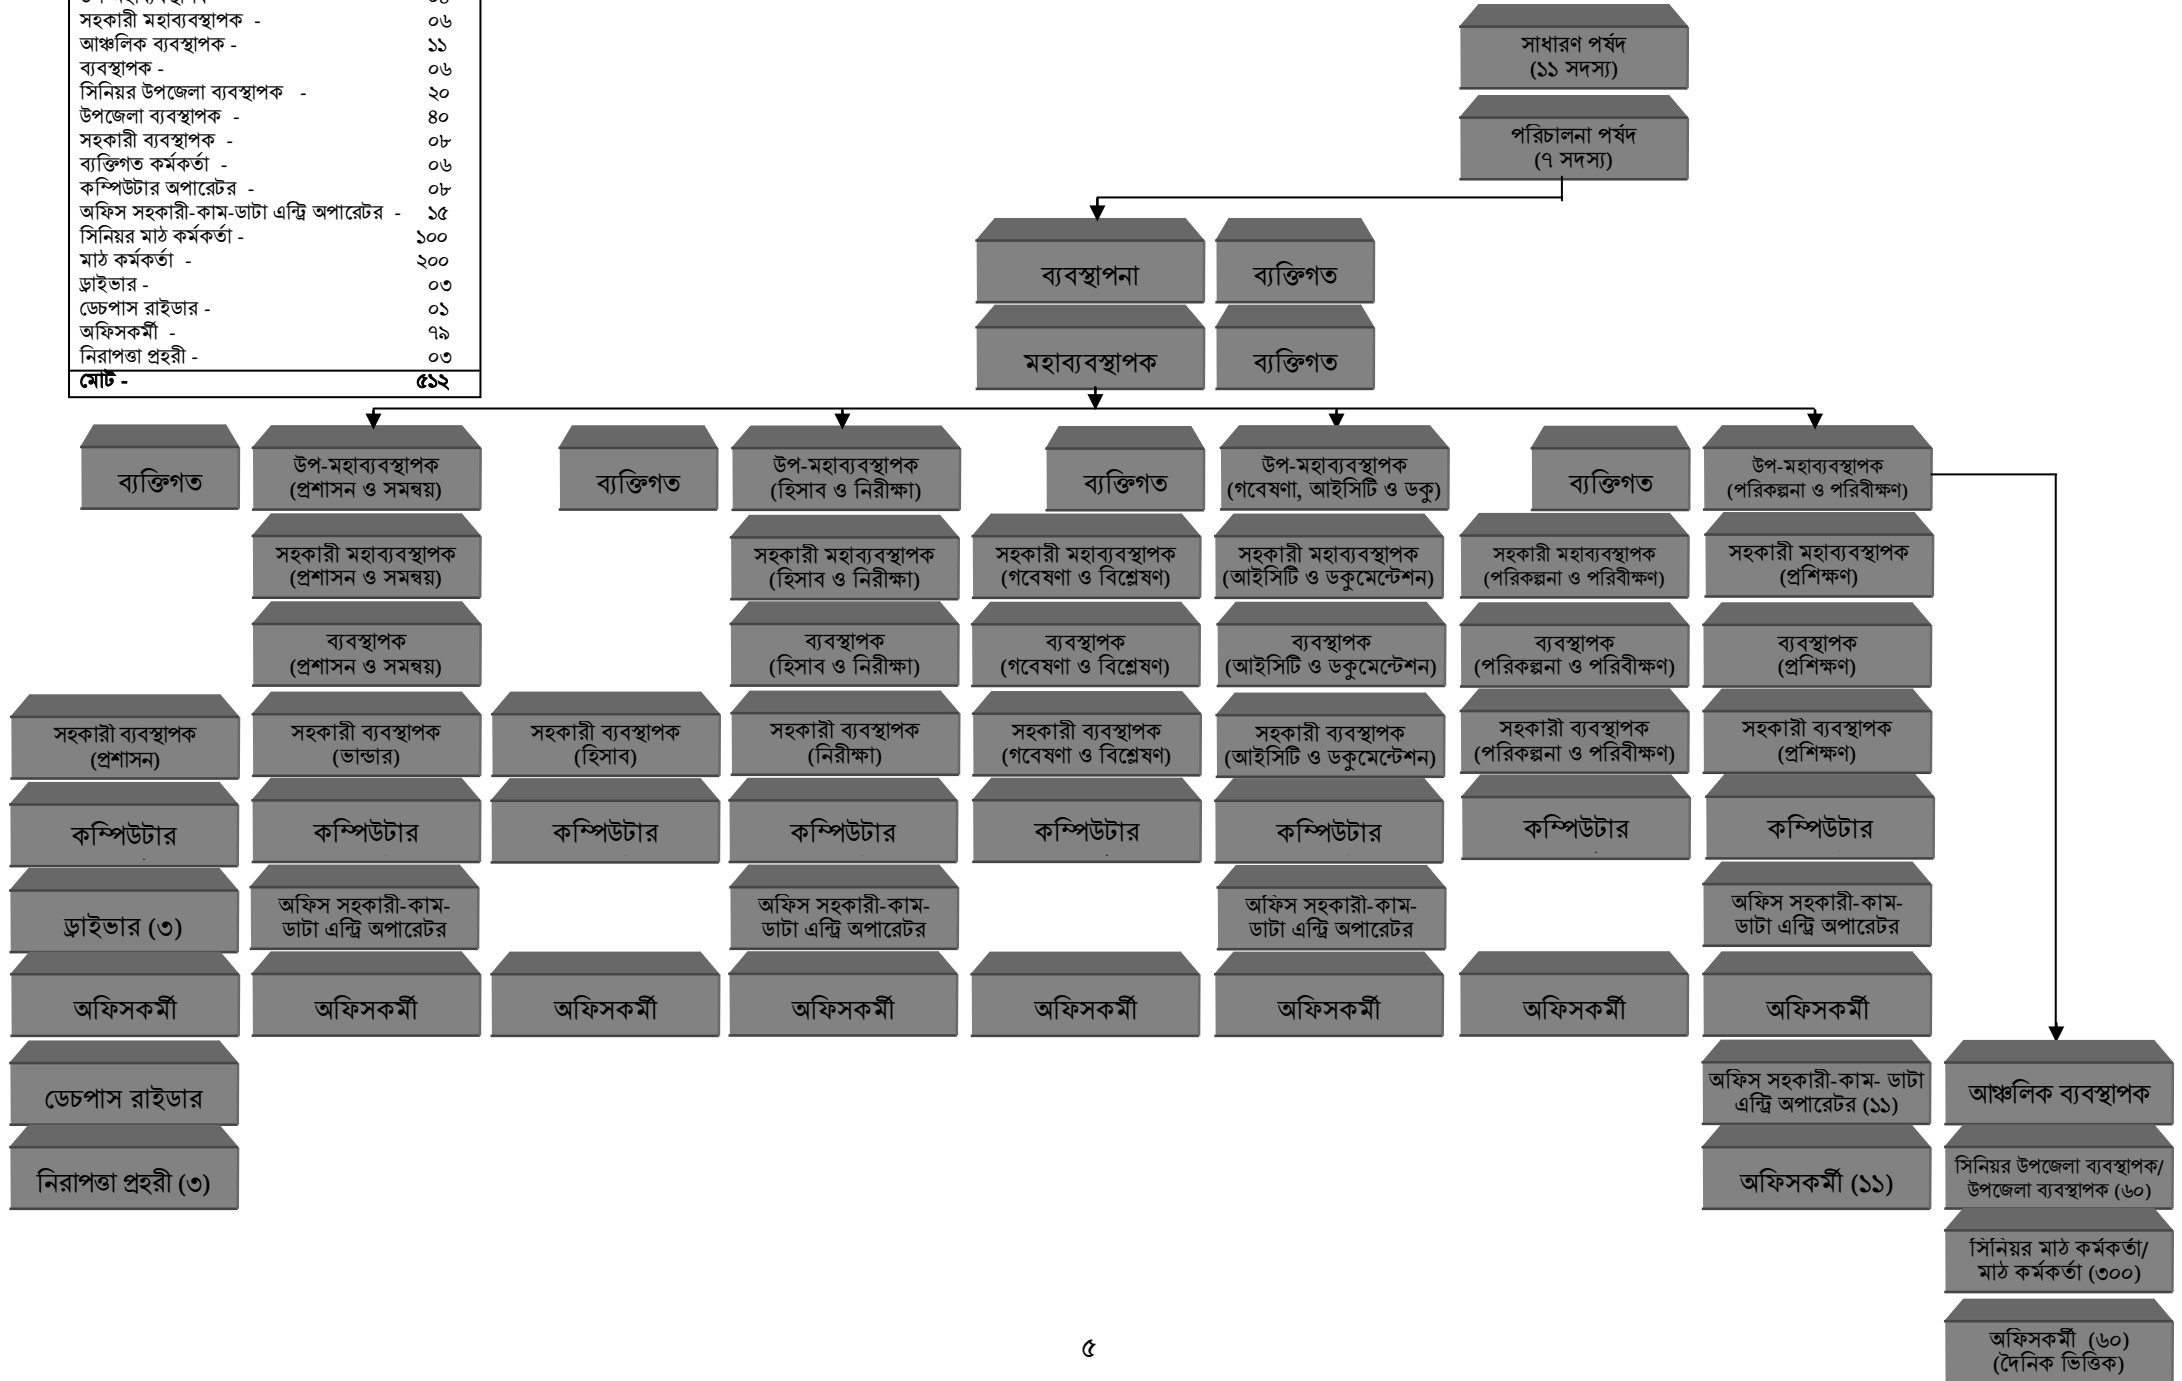 সহকারী মহাব্যবস্থাপক - ০৬
আঞ্চলিক ব্যবস্থাপক - ১১
ব্যবস্থাপক - ০৬
সিনিয়র উপজেলা ব্যবস্থাপক - ২০
উপজেলা ব্যবস্থাপক - ৪০
সহকারী ব্যবস্থাপক - ০৮
ব্যক্তিগত কর্মকর্তা - ০৬
কম্পিউটার অপারেটর - ০৮
অফিস সহকারী-কাম-ডাটা এন্ট্রি অপারেটর - ১৫
সিনিয়র মাঠ কর্মকর্তা - ১০০
মাঠ কর্মকর্তা - ২০০
ড্রাইভার - ০৩
ডেচপাস রাইডার - ০১
অফিসকর্মী - ৭৯
নিরাপত্তা প্রহরী - ০৩
মোট - ৫১২
সাধারণ পর্ষদ
(১১ সদস্য)
পরিচালনা পর্ষদ
(৭ সদস্য)
ব্যবস্থাপনা
ব্যক্তিগত
মহাব্যবস্থাপক
ব্যক্তিগত
ব্যক্তিগত
উপ-মহাব্যবস্থাপক
(প্রশাসন ও সমন্বয়)
ব্যক্তিগত
উপ-মহাব্যবস্থাপক
(হিসাব ও নিরীক্ষা)
ব্যক্তিগত
উপ-মহাব্যবস্থাপক
(গবেষণা, আইসিটি ও ডকু)
ব্যক্তিগত
উপ-মহাব্যবস্থাপক
(পরিকল্পনা ও পরিবীক্ষণ)
সহকারী মহাব্যবস্থাপক
(প্রশাসন ও সমন্বয়)
সহকারী মহাব্যবস্থাপক
(হিসাব ও নিরীক্ষা)
সহকারী মহাব্যবস্থাপক
(গবেষণা ও বিশ্লেষণ)
সহকারী মহাব্যবস্থাপক
(আইসিটি ও ডকুমেন্টেশন)
সহকারী মহাব্যবস্থাপক
(পরিকল্পনা ও পরিবীক্ষণ)
সহকারী মহাব্যবস্থাপক
(প্রশিক্ষণ)
ব্যবস্থাপক
(প্রশাসন ও সমন্বয়)
ব্যবস্থাপক
(হিসাব ও নিরীক্ষা)
ব্যবস্থাপক
(গবেষণা ও বিশ্লেষণ)
ব্যবস্থাপক
(আইসিটি ও ডকুমেন্টেশন)
ব্যবস্থাপক
(পরিকল্পনা ও পরিবীক্ষণ)
ব্যবস্থাপক
(প্রশিক্ষণ)
সহকারী ব্যবস্থাপক
(প্রশাসন)
সহকারী ব্যবস্থাপক
(ভান্ডার)
সহকারী ব্যবস্থাপক
(হিসাব)
সহকারী ব্যবস্থাপক
(নিরীক্ষা)
সহকারী ব্যবস্থাপক
(গবেষণা ও বিশ্লেষণ)
সহকারী ব্যবস্থাপক
(আইসিটি ও ডকুমেন্টেশন)
সহকারী ব্যবস্থাপক
(পরিকল্পনা ও পরিবীক্ষণ)
সহকারী ব্যবস্থাপক
(প্রশিক্ষণ)
কম্পিউটার
কম্পিউটার
কম্পিউটার
কম্পিউটার
কম্পিউটার
কম্পিউটার
কম্পিউটার
কম্পিউটার
ড্রাইভার (৩)
অফিস সহকারী-কাম-
ডাটা এন্ট্রি অপারেটর
অফিস সহকারী-কাম-
ডাটা এন্ট্রি অপারেটর
অফিস সহকারী-কাম-
ডাটা এন্ট্রি অপারেটর
অফিস সহকারী-কাম-
ডাটা এন্ট্রি অপারেটর
অফিসকর্মী
অফিসকর্মী
অফিসকর্মী
অফিসকর্মী
অফিসকর্মী
অফিসকর্মী
অফিসকর্মী
অফিসকর্মী
ডেচপাস রাইডার
অফিস সহকারী-কাম- ডাটা
এন্ট্রি অপারেটর (১১)
আঞ্চলিক ব্যবস্থাপক
নিরাপত্তা প্রহরী (৩)
অফিসকর্মী (১১)
সিনিয়র উপজেলা ব্যবস্থাপক/
উপজেলা ব্যবস্থাপক (৬০)
সিনিয়র মাঠ কর্মকর্তা/
মাঠ কর্মকর্তা (৩০০)
অফিসকর্মী (৬০)
(দৈনিক ভিত্তিক)
৫